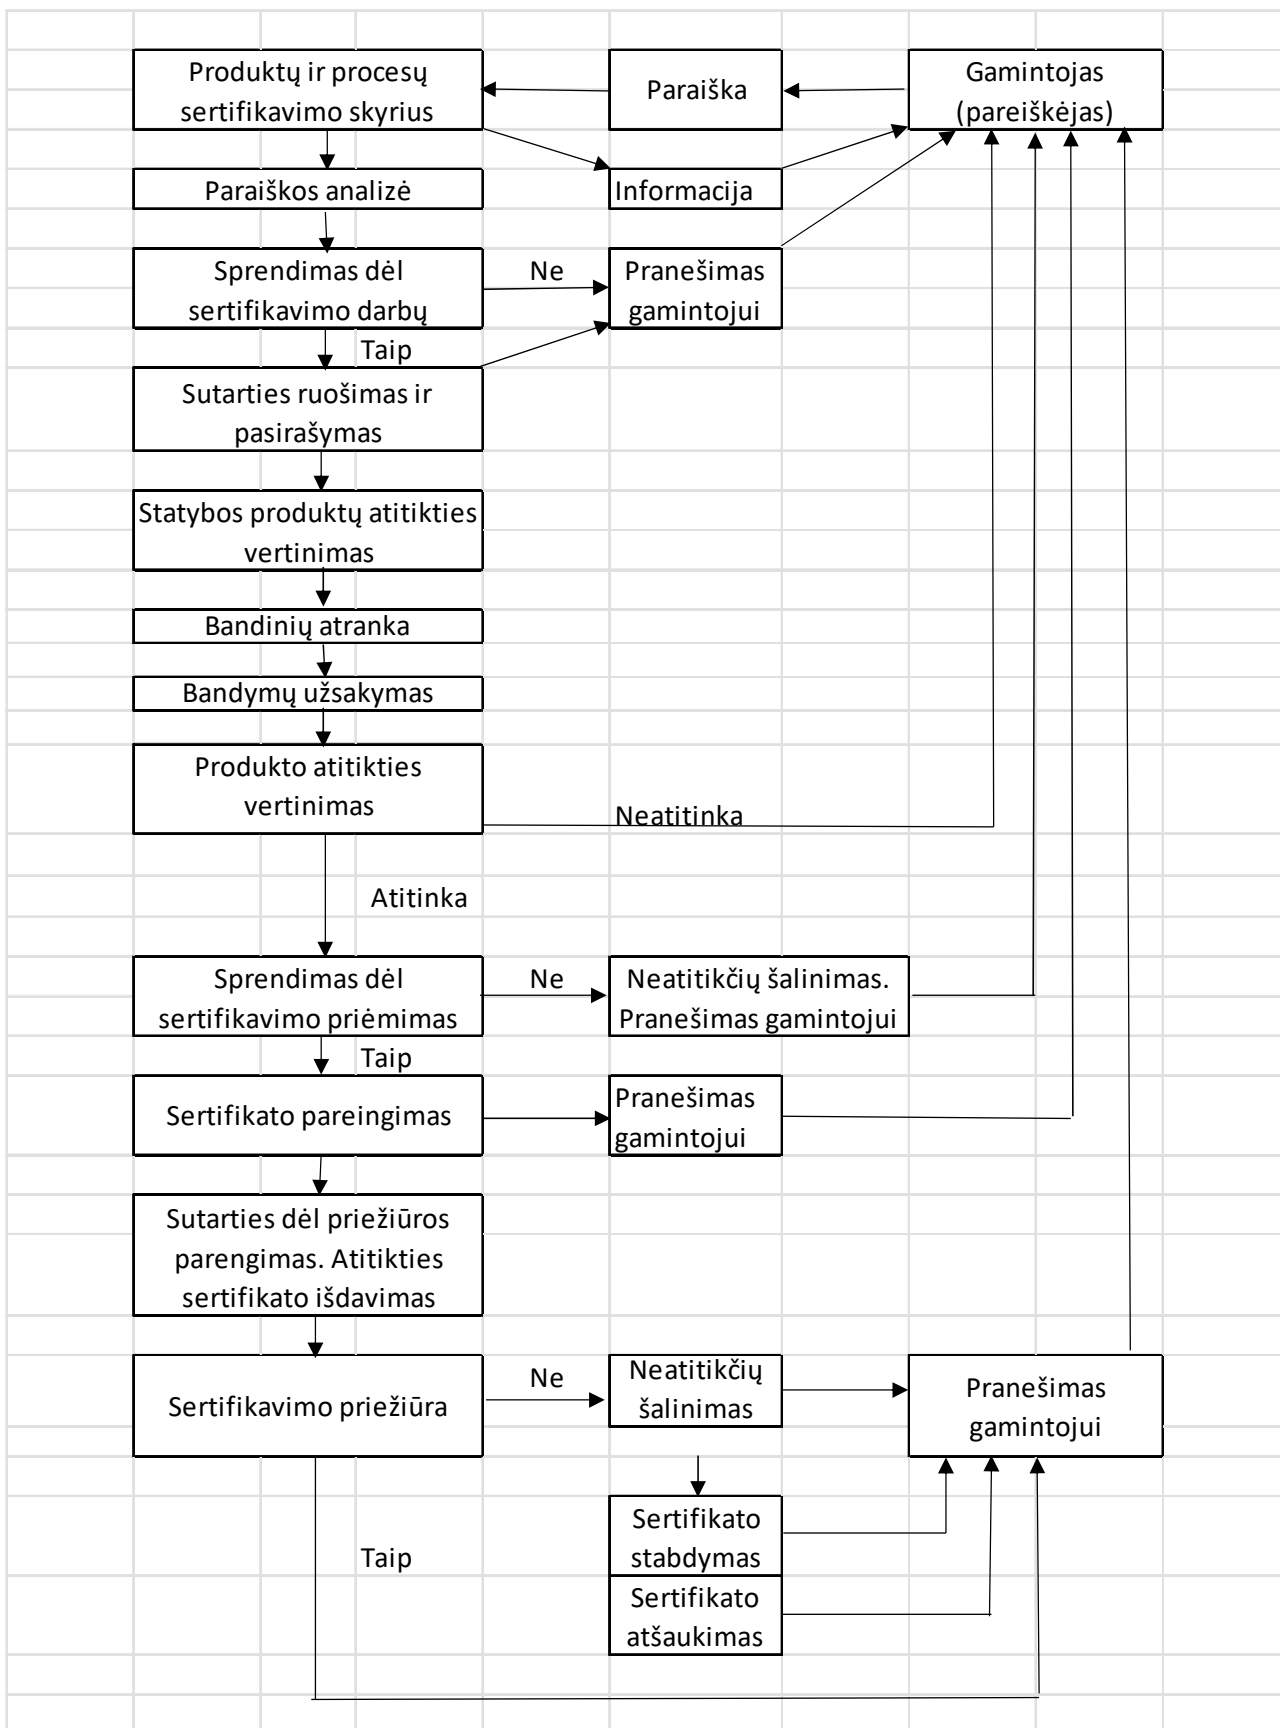 Produktų ir procesų
sertifikavimo skyrius
Paraiška
Gamintojas
(pareiškėjas)
Paraiškos analizė
Informacija
Sprendimas dėl
sertifikavimo darbų
Ne
Pranešimas
gamintojui
Taip
Sutarties ruošimas ir
pasirašymas
Statybos produktų atitikties
vertinimas
Bandinių atranka
Bandymų užsakymas
Produkto atitikties
vertinimas
Neatitinka
Atitinka
Sprendimas dėl
sertifikavimo priėmimas
Ne
Neatitikčių šalinimas.
Pranešimas gamintojui
Taip
Sertifikato pareingimas
Pranešimas
gamintojui
Sutarties dėl priežiūros
parengimas. Atitikties
sertifikato išdavimas
Sertifikavimo priežiūra
Ne
Neatitikčių
šalinimas
Pranešimas
gamintojui
Taip
Sertifikato
stabdymas
Sertifikato
atšaukimas